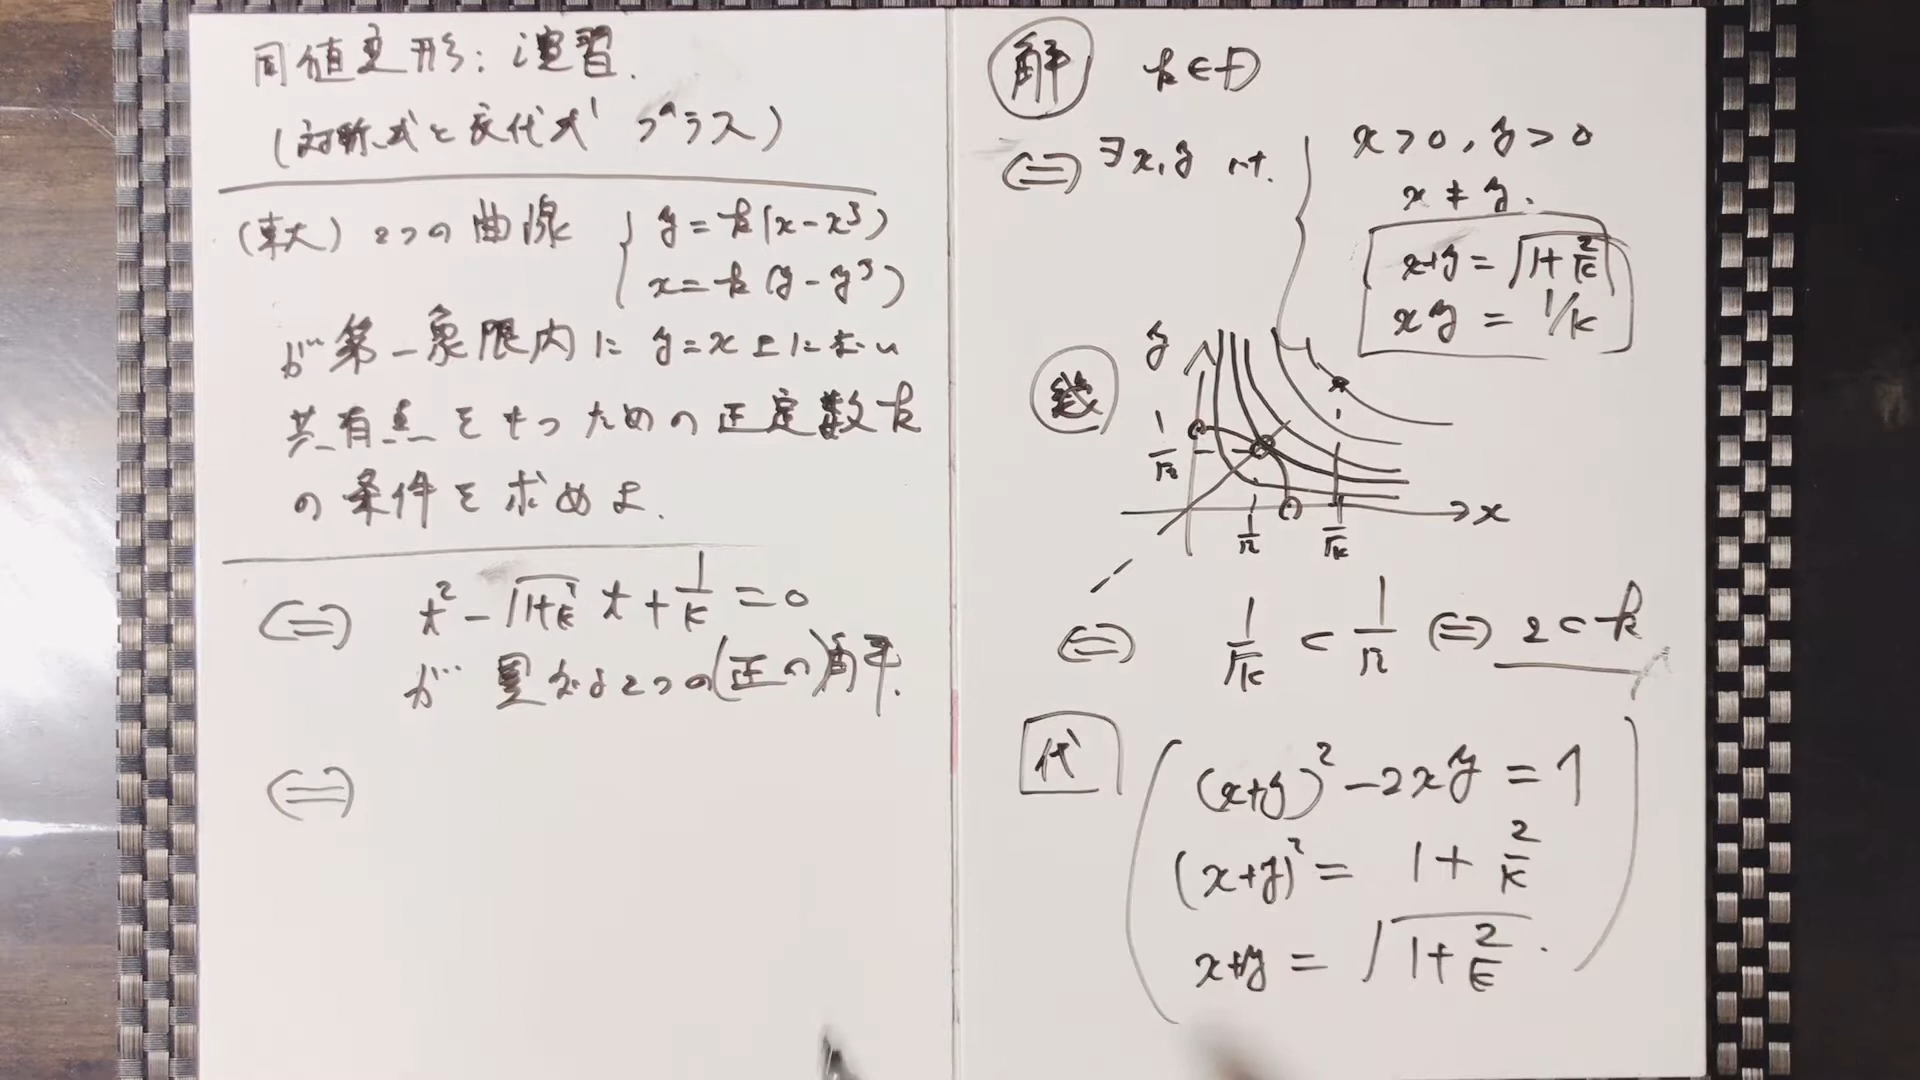 同値変形:演習.
(対称式と交代式 プラス)
(東大) 2つの曲線 { y=k(x-x³)
x=k(y-y³)
が第一象限内に y=x上にない
共有点をもつための正定数k
の条件を求めよ.
⇔ t²-√1+2/k t+1/k=0
が 異なる2つの(正の)解.
⇔
解 k∈D
⇔ ∃x,y s.t. { x>0, y>0
x≠y.
x+y=√1+2/k
xy=1/k
y
1/√2
x
1/√2 1/√k
⇔ 1/√k < 1/√2 ⇔ 2<k
代 (x+y)²-2xy=1
(x+y)²= 1+2/k
x+y=√1+2/k.